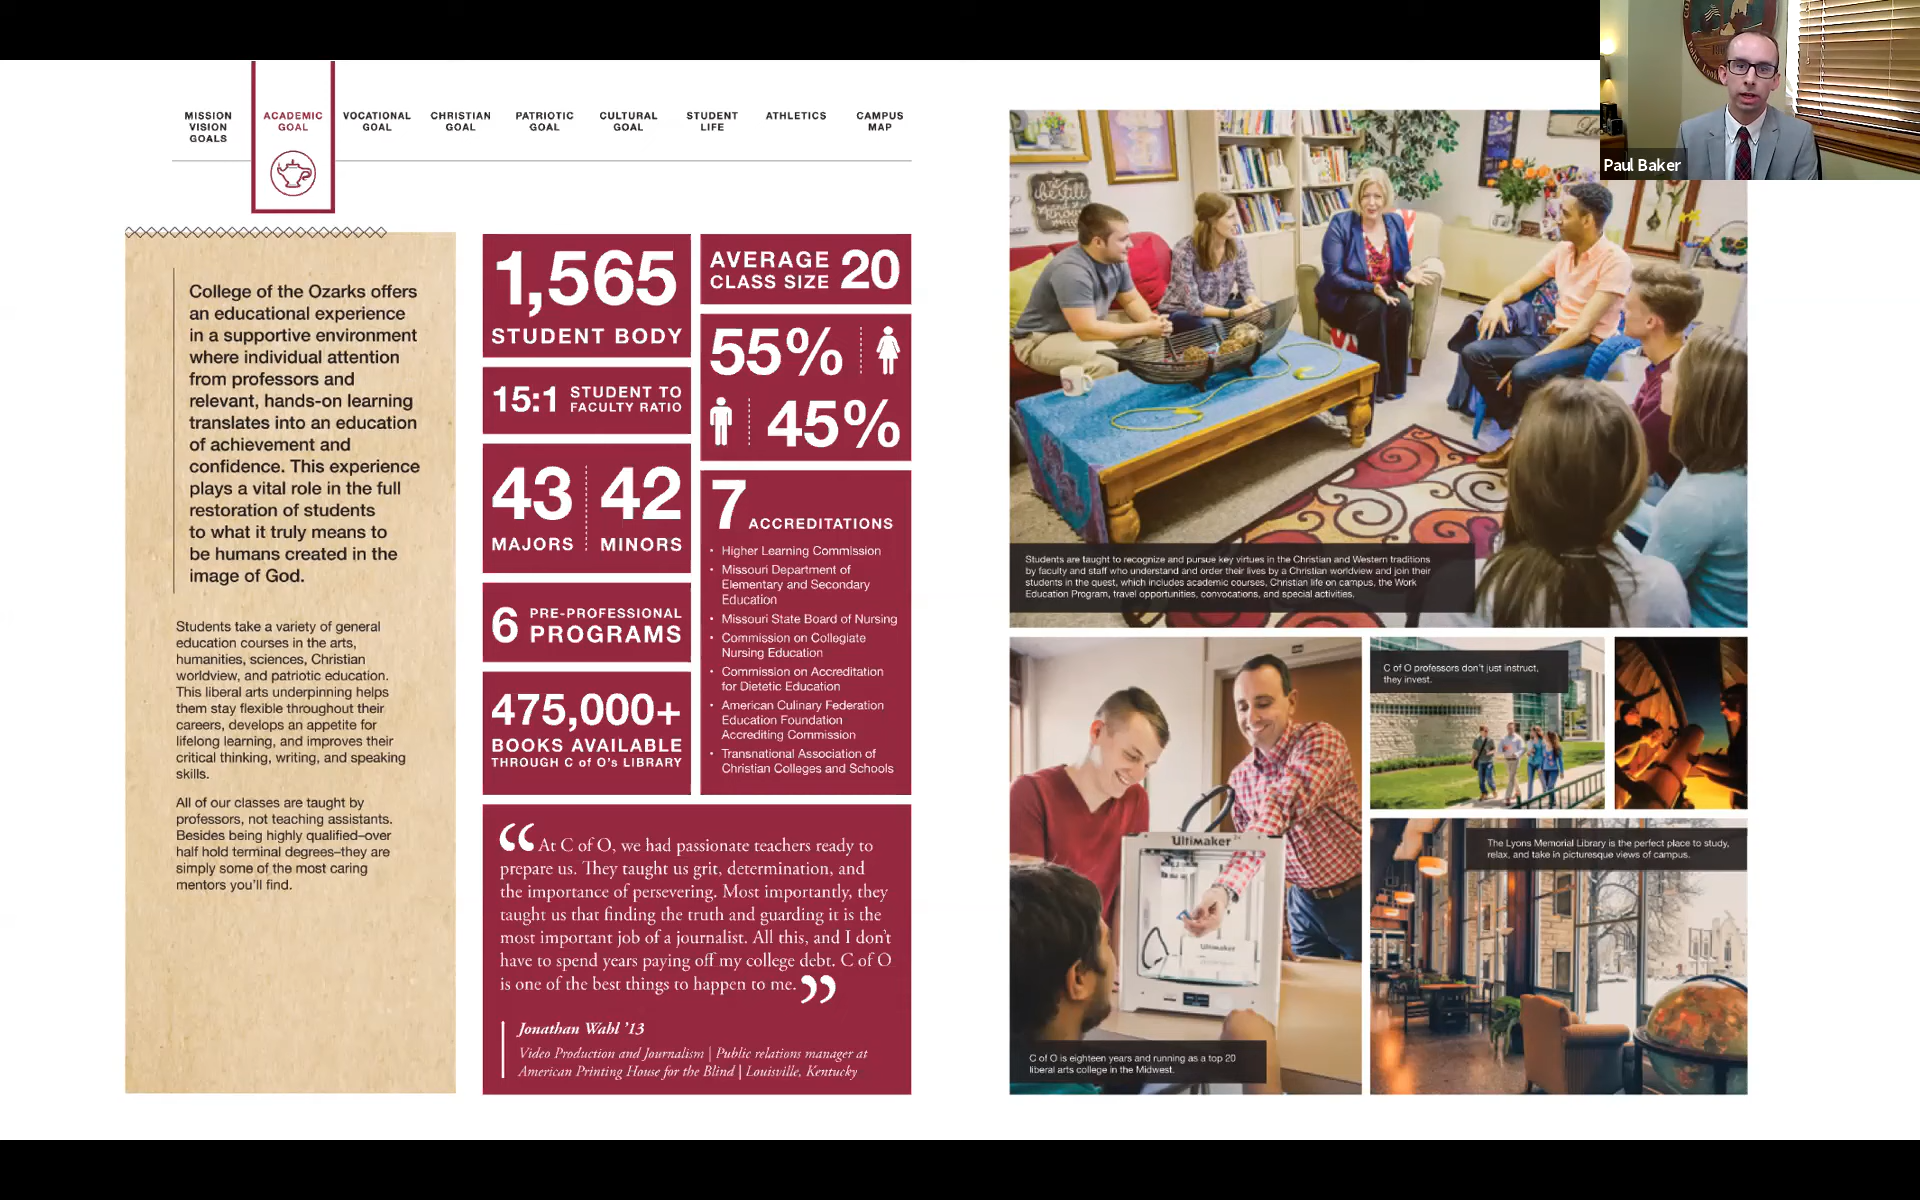 MISSION
VISION
GOALS
ACADEMIC
GOAL
VOCATIONAL
GOAL
CHRISTIAN
GOAL
PATRIOTIC
GOAL
CULTURAL
GOAL
STUDENT
LIFE
ATHLETICS
CAMPUS
MAP
College of the Ozarks offers
an educational experience
in a supportive environment
where individual attention
from professors and
relevant, hands-on learning
translates into an education
of achievement and
confidence. This experience
plays a vital role in the full
restoration of students
to what it truly means to
be humans created in the
image of God.
Students take a variety of general
education courses in the arts,
humanities, sciences, Christian
worldview, and patriotic education.
This liberal arts underpinning helps
them stay flexible throughout their
careers, develops an appetite for
lifelong learning, and improves their
critical thinking, writing, and speaking
skills.
All of our classes are taught by
professors, not teaching assistants.
Besides being highly qualified–over
half hold terminal degrees–they are
simply some of the most caring
mentors you'll find.
1,565
STUDENT BODY
15:1 STUDENT TO
FACULTY RATIO
43 42
MAJORS MINORS
6 PRE-PROFESSIONAL
PROGRAMS
475,000+
BOOKS AVAILABLE
THROUGH C of O's LIBRARY
AVERAGE
CLASS SIZE 20
55%
45%
7 ACCREDITATIONS
• Higher Learning Commission
• Missouri Department of
Elementary and Secondary
Education
• Missouri State Board of Nursing
• Commission on Collegiate
Nursing Education
• Commission on Accreditation
for Dietetic Education
• American Culinary Federation
Education Foundation
Accrediting Commission
• Transnational Association of
Christian Colleges and Schools
“At C of O, we had passionate teachers ready to
prepare us. They taught us grit, determination, and
the importance of persevering. Most importantly, they
taught us that finding the truth and guarding it is the
most important job of a journalist. All this, and I don't
have to spend years paying off my college debt. C of O
is one of the best things to happen to me.”
Jonathan Wahl '13
Video Production and Journalism | Public relations manager at
American Printing House for the Blind | Louisville, Kentucky
be still
know
Students are taught to recognize and pursue key virtues in the Christian and Western traditions
by faculty and staff who understand and order their lives by a Christian worldview and join their
students in the quest, which includes academic courses, Christian life on campus, the Work
Education Program, travel opportunities, convocations, and special activities.
Ultimaker
Ultimaker
C of O is eighteen years and running as a top 20
liberal arts college in the Midwest.
C of O professors don't just instruct,
they invest.
The Lyons Memorial Library is the perfect place to study,
relax, and take in picturesque views of campus.
Paul Baker